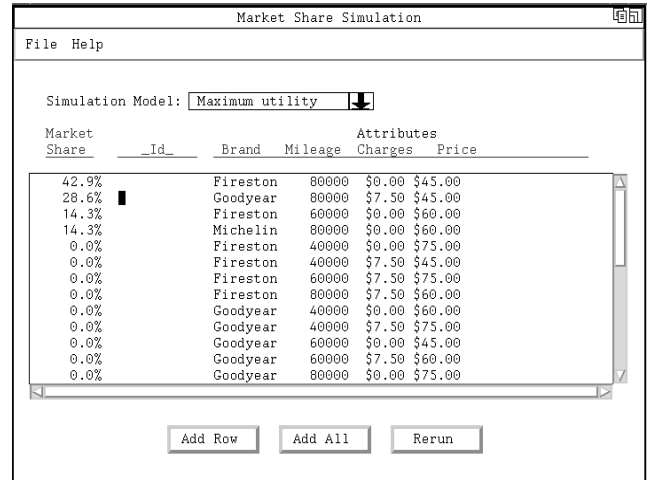 Market Share Simulation
File Help
Simulation Model: Maximum utility
Market Attributes
Share _Id_ Brand Mileage Charges Price
42.9% Fireston 80000 $0.00 $45.00
28.6% Goodyear 80000 $7.50 $45.00
14.3% Fireston 60000 $0.00 $60.00
14.3% Michelin 80000 $0.00 $60.00
0.0% Fireston 40000 $0.00 $75.00
0.0% Fireston 40000 $7.50 $45.00
0.0% Fireston 60000 $7.50 $75.00
0.0% Fireston 80000 $7.50 $60.00
0.0% Goodyear 40000 $0.00 $60.00
0.0% Goodyear 40000 $7.50 $75.00
0.0% Goodyear 60000 $0.00 $45.00
0.0% Goodyear 60000 $7.50 $60.00
0.0% Goodyear 80000 $0.00 $75.00
Add Row Add All Rerun